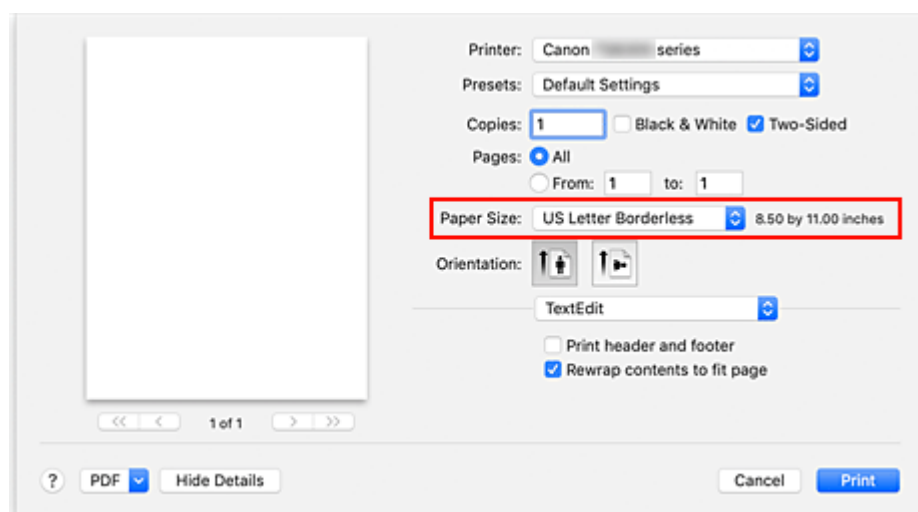 Printer: Canon series
Presets: Default Settings
Copies: 1 Black & White Two-Sided
Pages: All
From: 1 to: 1
Paper Size: US Letter Borderless 8.50 by 11.00 inches
Orientation:
TextEdit
Print header and footer
Rewrap contents to fit page
<< < 1 of 1 > >>
? PDF Hide Details Cancel Print